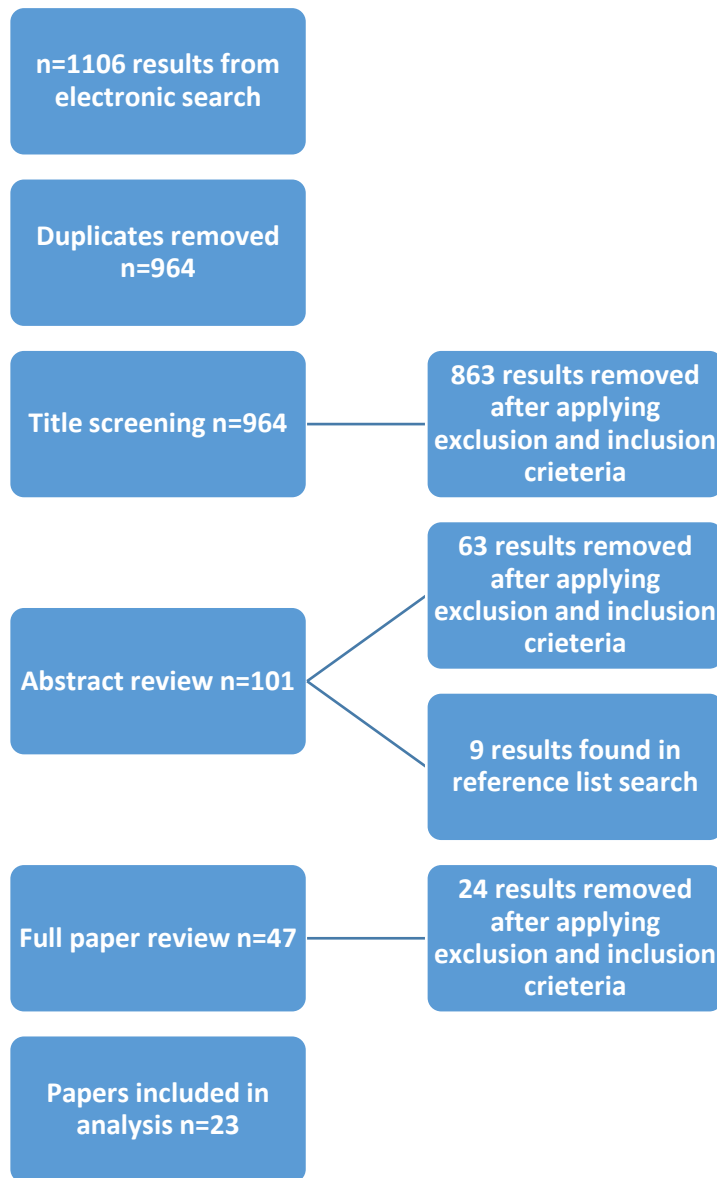 n=1106 results from
electronic search
Duplicates removed
n=964
Title screening n=964
863 results removed
after applying
exclusion and inclusion
crieteria
Abstract review n=101
63 results removed
after applying
exclusion and inclusion
crieteria
9 results found in
reference list search
Full paper review n=47
24 results removed
after applying
exclusion and inclusion
crieteria
Papers included in
analysis n=23